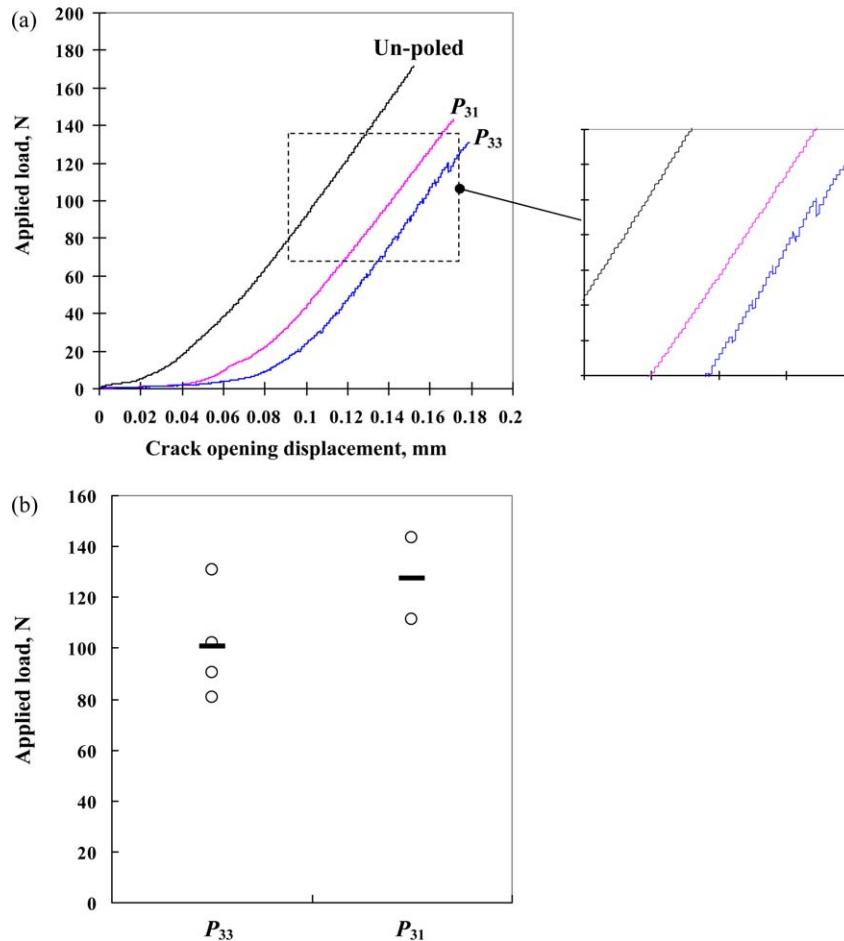 (a)
200
180
160
140
120
100
80
60
40
20
0
Applied load, N
Un-poled
P31
P33
0 0.02 0.04 0.06 0.08 0.1 0.12 0.14 0.16 0.18 0.2
Crack opening displacement, mm
(b)
160
140
120
100
80
60
40
20
0
Applied load, N
P33 P31